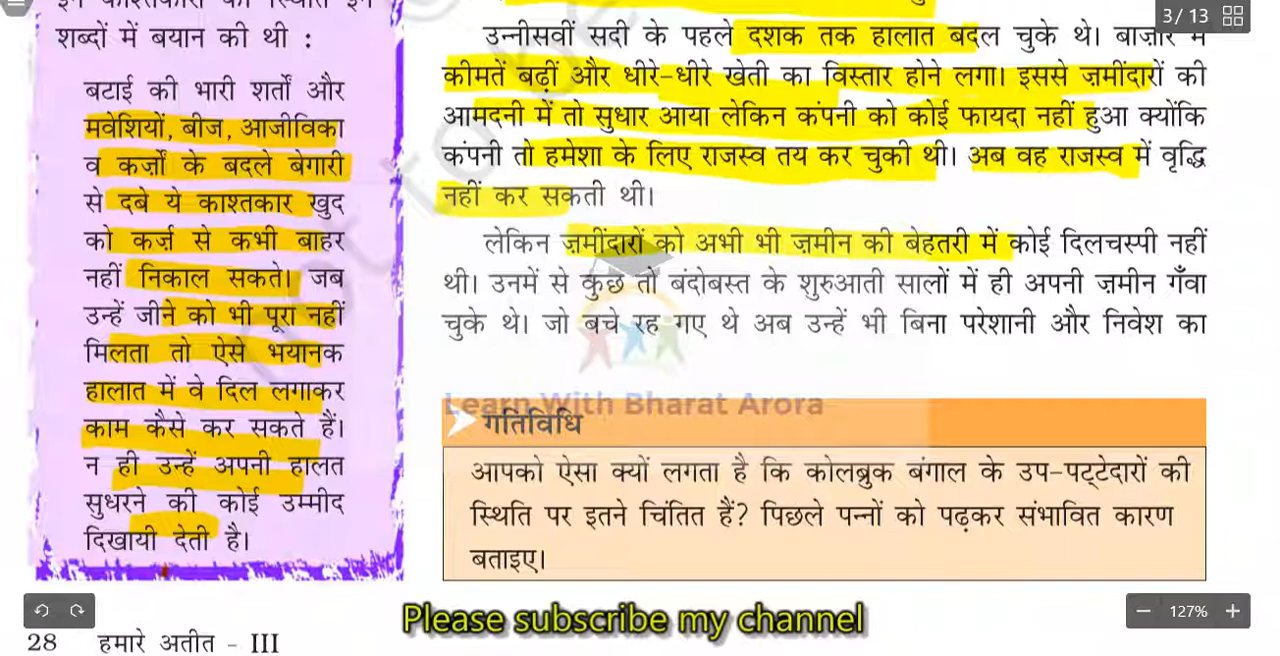 शब्दों में बयान की थी :
बटाई की भारी शर्तों और
मवेशियों, बीज, आजीविका
व कर्ज़ों के बदले बेगारी
से दबे ये काश्तकार खुद
को कर्ज़ से कभी बाहर
नहीं निकाल सकते। जब
उन्हें जीने को भी पूरा नहीं
मिलता तो ऐसे भयानक
हालात में वे दिल लगाकर
काम कैसे कर सकते हैं।
न ही उन्हें अपनी हालत
सुधरने की कोई उम्मीद
दिखायी देती है।
28 हमारे अतीत - III
3 / 13
उन्नीसवीं सदी के पहले दशक तक हालात बदल चुके थे। बाज़ार में
कीमतें बढ़ीं और धीरे-धीरे खेती का विस्तार होने लगा। इससे ज़मींदारों की
आमदनी में तो सुधार आया लेकिन कंपनी को कोई फायदा नहीं हुआ क्योंकि
कंपनी तो हमेशा के लिए राजस्व तय कर चुकी थी। अब वह राजस्व में वृद्धि
नहीं कर सकती थी।
लेकिन ज़मींदारों को अभी भी ज़मीन की बेहतरी में कोई दिलचस्पी नहीं
थी। उनमें से कुछ तो बंदोबस्त के शुरुआती सालों में ही अपनी ज़मीन गँवा
चुके थे। जो बचे रह गए थे अब उन्हें भी बिना परेशानी और निवेश का
Learn With Bharat Arora
गतिविधि
आपको ऐसा क्यों लगता है कि कोलब्रुक बंगाल के उप-पट्टेदारों की
स्थिति पर इतने चिंतित हैं? पिछले पन्नों को पढ़कर संभावित कारण
बताइए।
Please subscribe my channel
127%